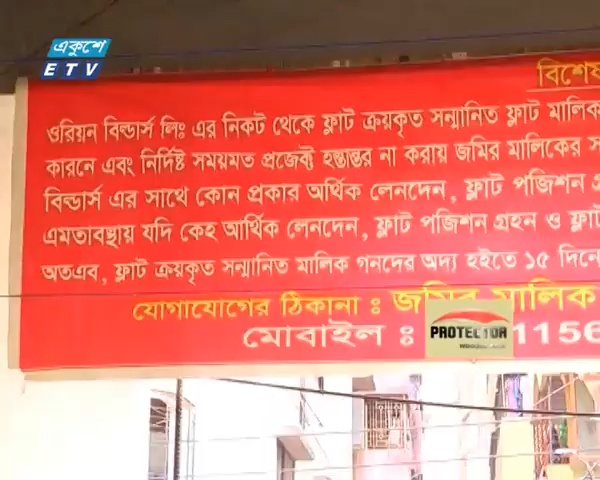 একুশে
ETV
বিশেষ
ওরিয়ন বিল্ডার্স লিঃ এর নিকট থেকে ফ্লাট ক্রয়কৃত সন্মানিত ফ্লাট মালিক
কারনে এবং নির্দিষ্ট সময়মত প্রজেক্ট হস্তান্তর না করায় জমির মালিকের স
বিল্ডার্স এর সাথে কোন প্রকার আর্থিক লেনদেন, ফ্লাট পজিশন গ্র
এমতাবস্থায় যদি কেহ আর্থিক লেনদেন, ফ্লাট পজিশন গ্রহন ও ফ্লাট
অতএব, ফ্লাট ক্রয়কৃত সন্মানিত মালিক গনদের অদ্য হইতে ১৫ দিনে
যোগাযোগের ঠিকানা : জমির মালিক
মোবাইল : 1156
PROTECTOR